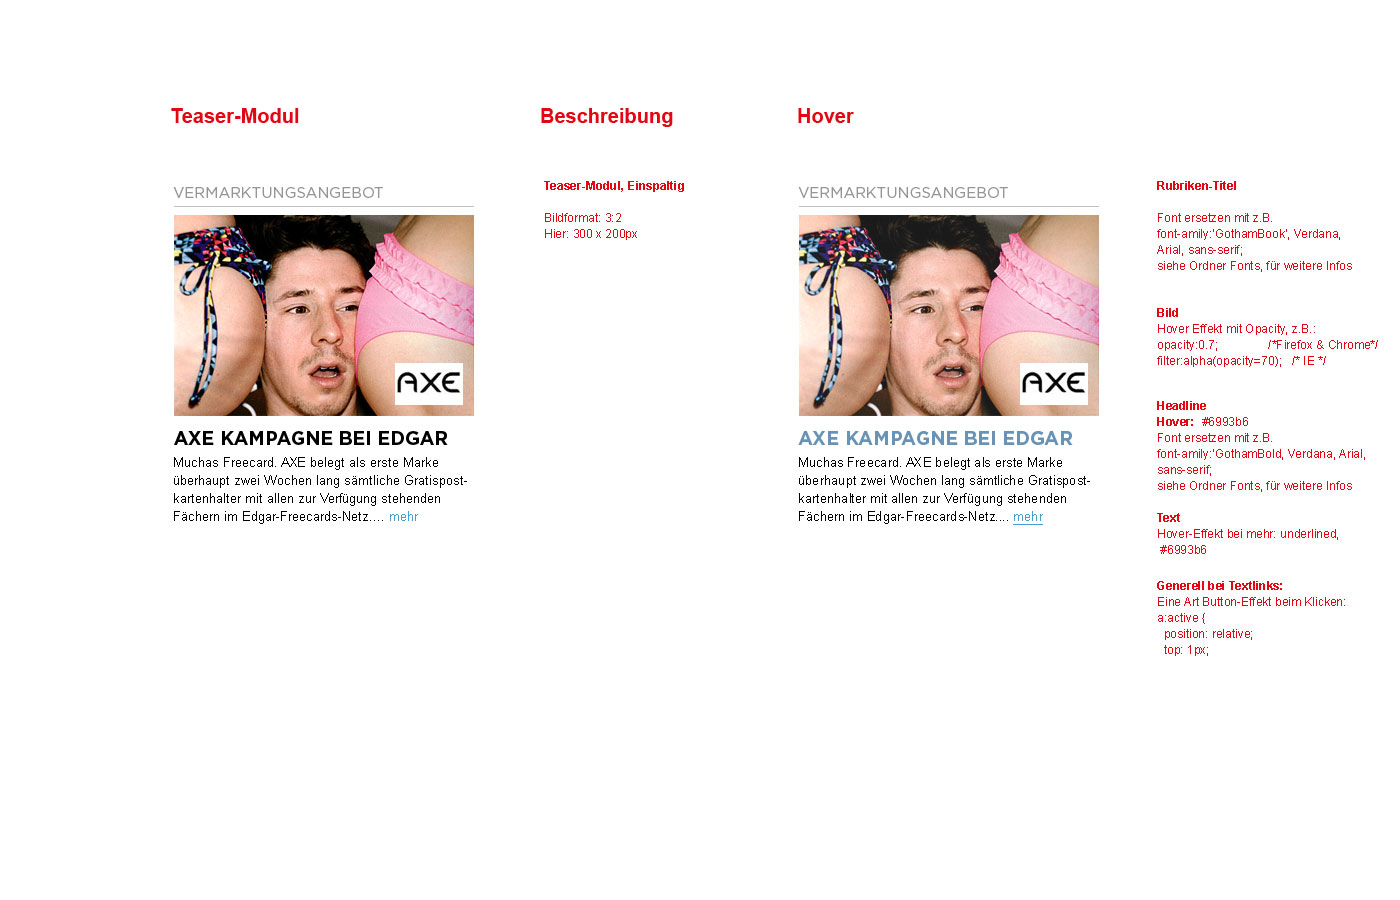 Teaser-Modul
Beschreibung
Hover
VERMARKTUNGSANGEBOT
AXE
AXE KAMPAGNE BEI EDGAR
Muchas Freecard. AXE belegt als erste Marke
überhaupt zwei Wochen lang sämtliche Gratispost-
kartenhalter mit allen zur Verfügung stehenden
Fächern im Edgar-Freecards-Netz.... mehr
Teaser-Modul, Einspaltig
Bildformat: 3:2
Hier: 300 x 200px
VERMARKTUNGSANGEBOT
AXE
AXE KAMPAGNE BEI EDGAR
Muchas Freecard. AXE belegt als erste Marke
überhaupt zwei Wochen lang sämtliche Gratispost-
kartenhalter mit allen zur Verfügung stehenden
Fächern im Edgar-Freecards-Netz.... mehr
Rubriken-Titel
Font ersetzen mit z.B.
font-amily:'GothamBook', Verdana,
Arial, sans-serif;
siehe Ordner Fonts, für weitere Infos
Bild
Hover Effekt mit Opacity, z.B.:
opacity:0.7; /*Firefox & Chrome*/
filter:alpha(opacity=70); /* IE */
Headline
Hover: #6993b6
Font ersetzen mit z.B.
font-amily:'GothamBold, Verdana, Arial,
sans-serif;
siehe Ordner Fonts, für weitere Infos
Text
Hover-Effekt bei mehr: underlined,
#6993b6
Generell bei Textlinks:
Eine Art Button-Effekt beim Klicken:
a:active {
position: relative;
top: 1px;